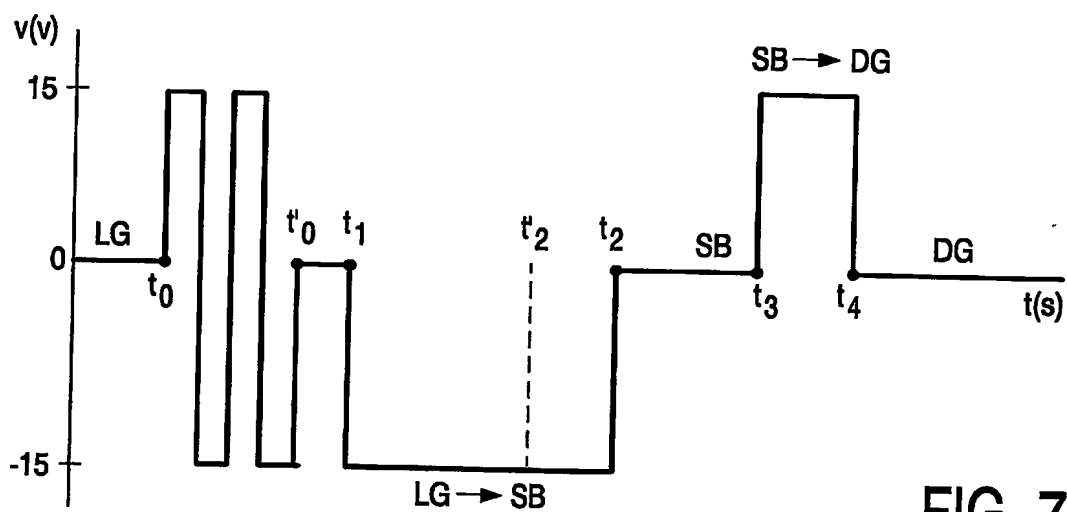 v(v)
SB → DG
15
t'0 t1 t'2 t2
LG SB DG
0
t0 t3 t4 t(s)
-15
LG → SB
FIG. 7